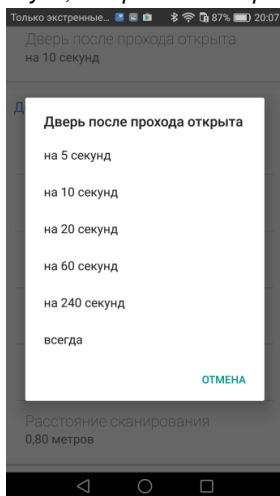 Только экстренные... 87% 20:07
Дверь после прохода открыта
на 10 секунд
Д
Дверь после прохода открыта
на 5 секунд
на 10 секунд
на 20 секунд
на 60 секунд
на 240 секунд
всегда
ОТМЕНА
Расстояние сканирования
0,80 метров